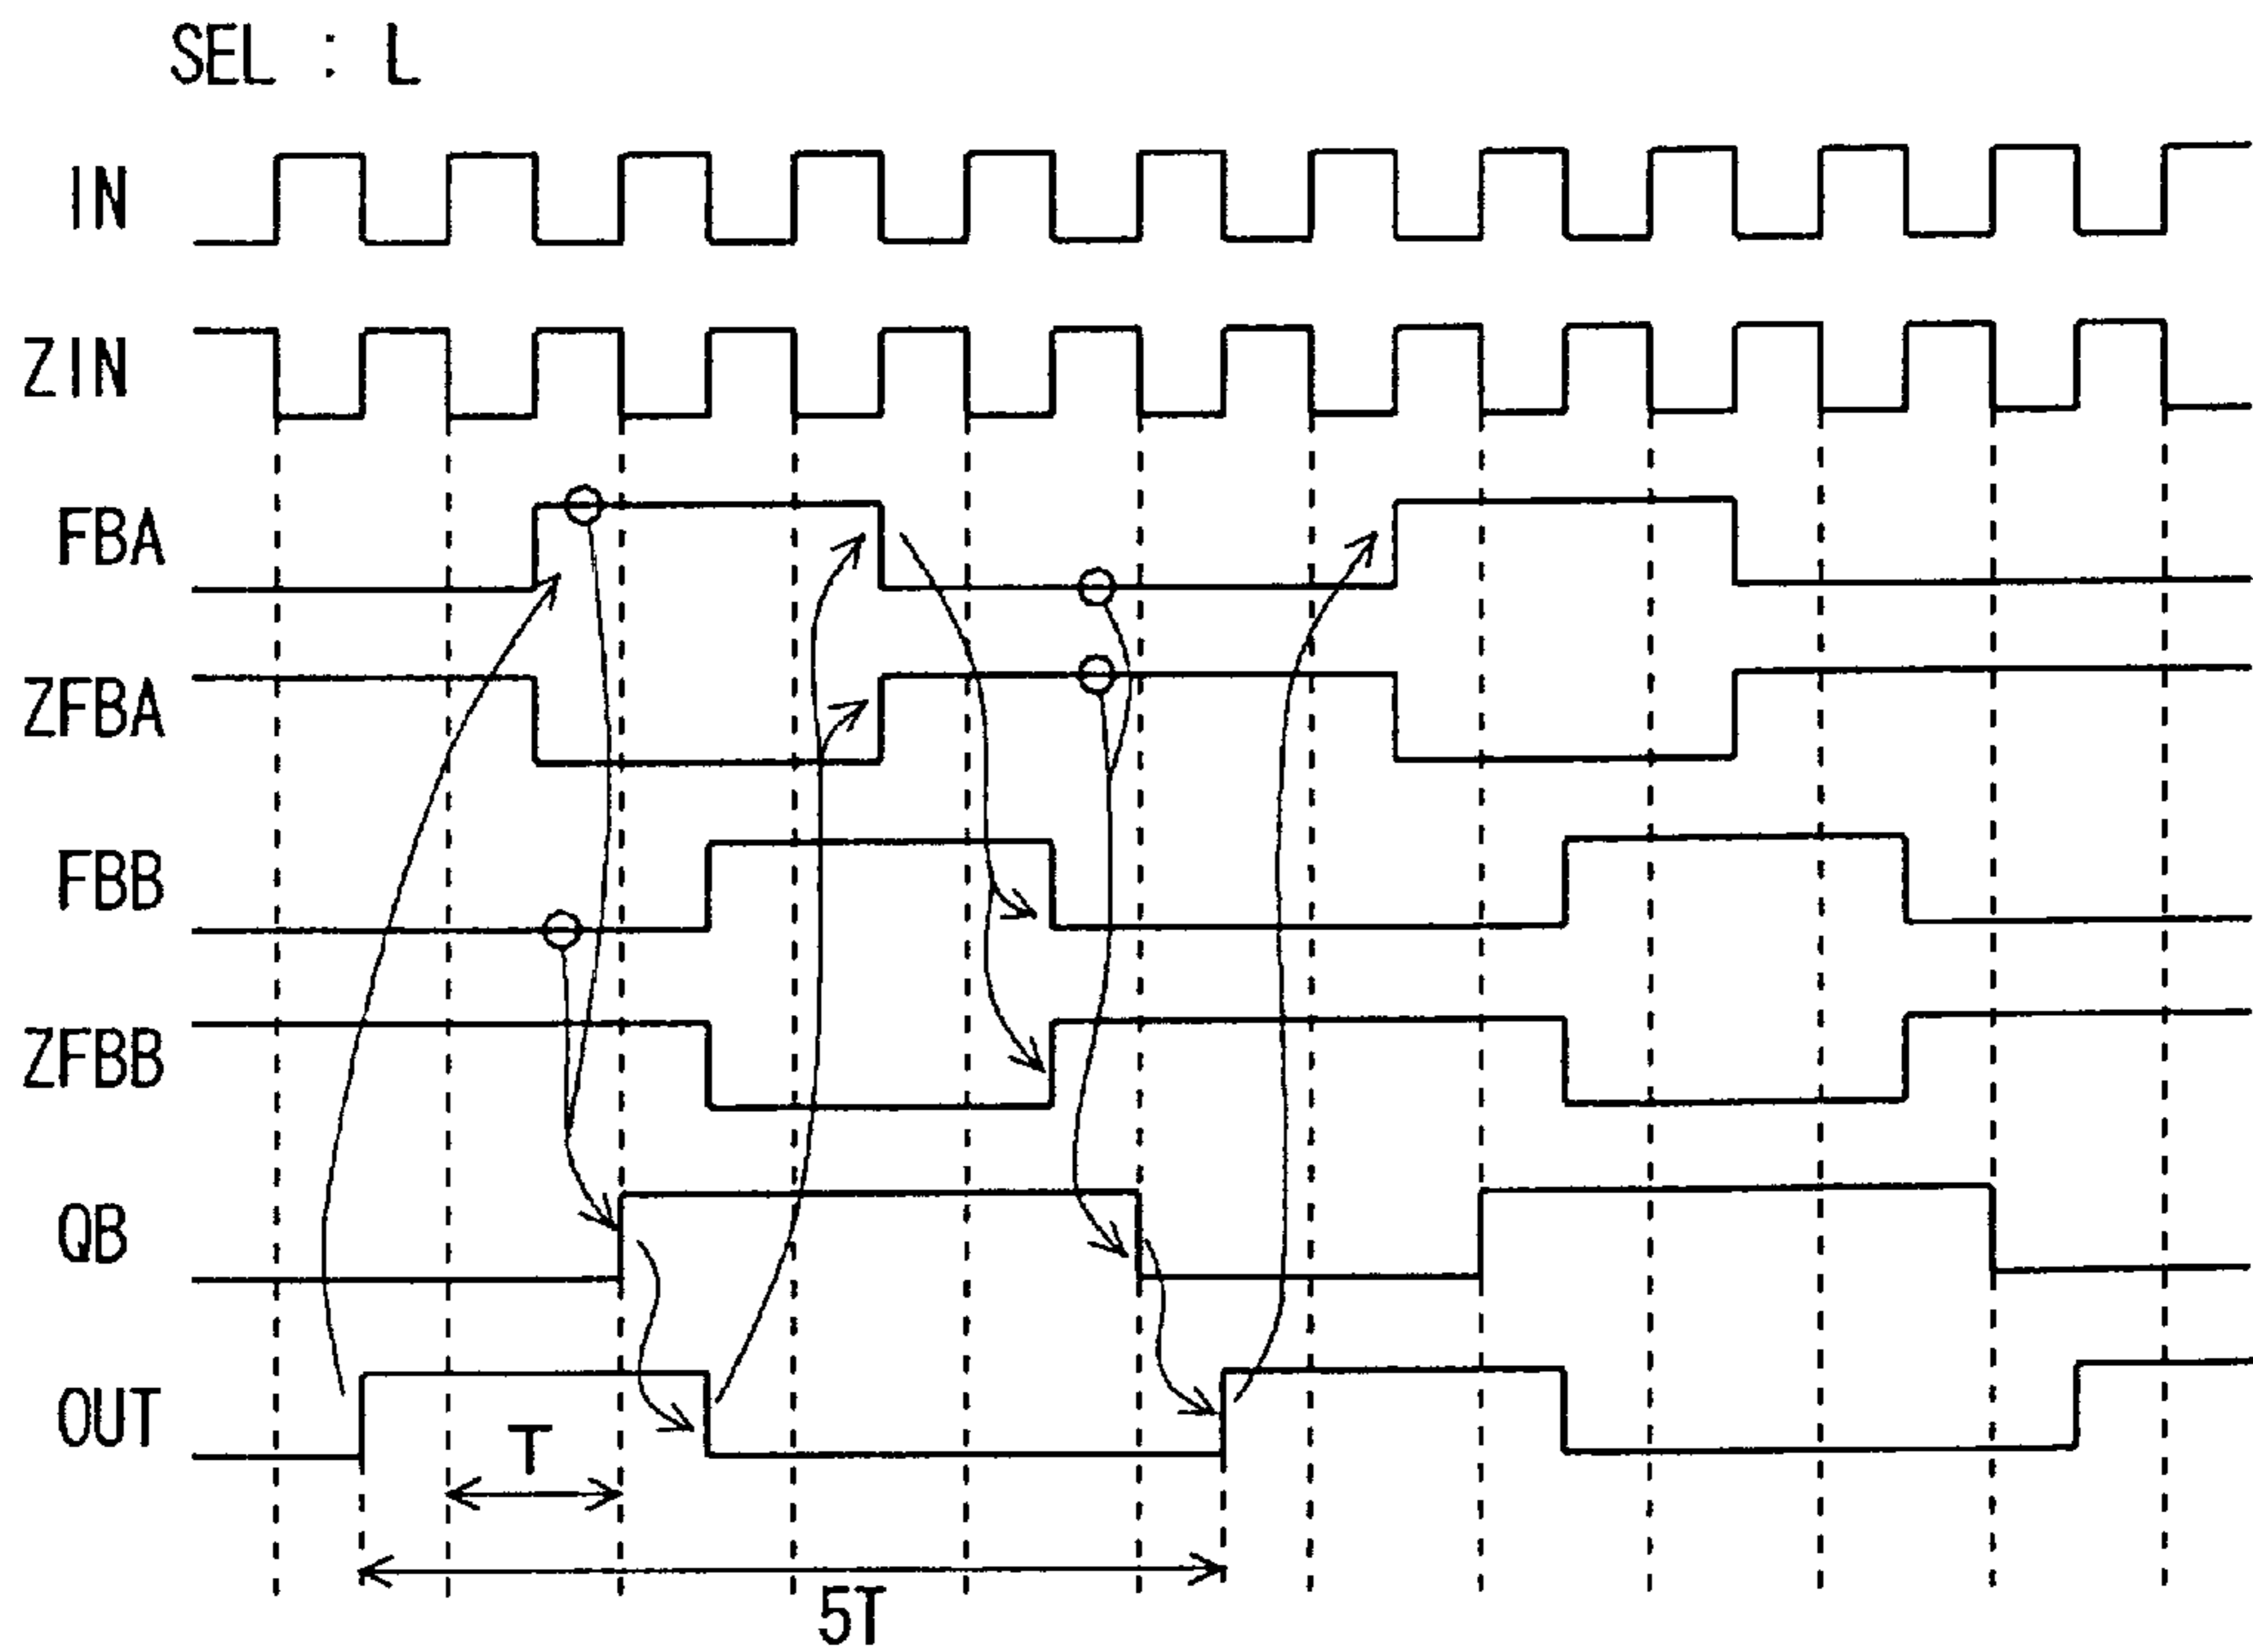 SEL : L
IN
ZIN
FBA
ZFBA
FBB
ZFBB
QB
OUT
T
5T